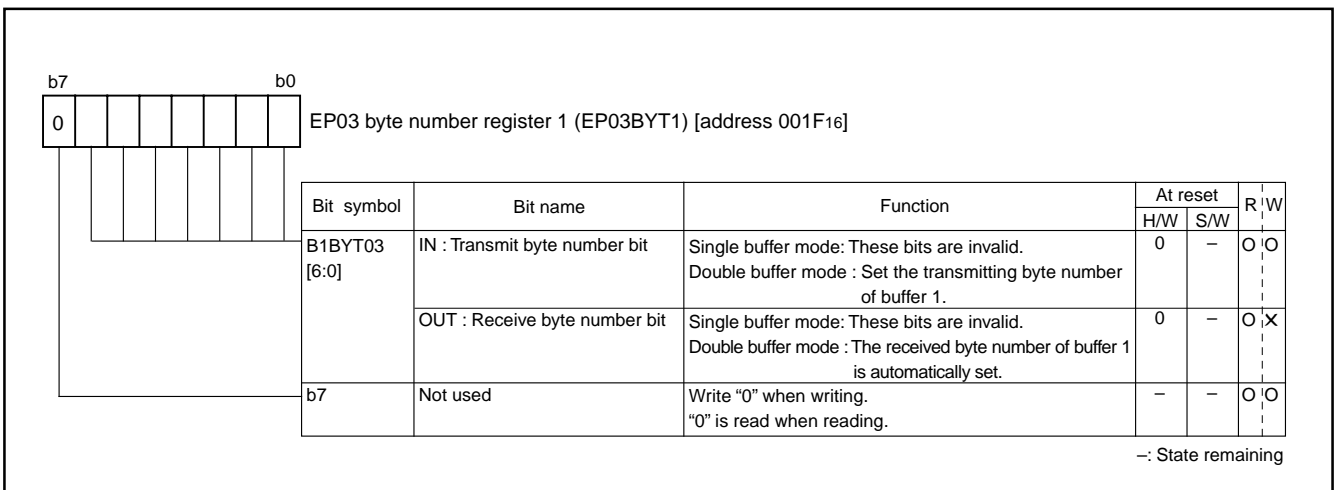 b7 b0
0
EP03 byte number register 1 (EP03BYT1) [address 001F16]
Bit symbol Bit name Function At reset R W
H/W S/W
B1BYT03 IN : Transmit byte number bit Single buffer mode: These bits are invalid. 0 – O O
[6:0] Double buffer mode : Set the transmitting byte number
of buffer 1.
OUT : Receive byte number bit Single buffer mode: These bits are invalid. 0 – O ×
Double buffer mode : The received byte number of buffer 1
is automatically set.
b7 Not used Write “0” when writing. – – O O
“0” is read when reading.
–: State remaining